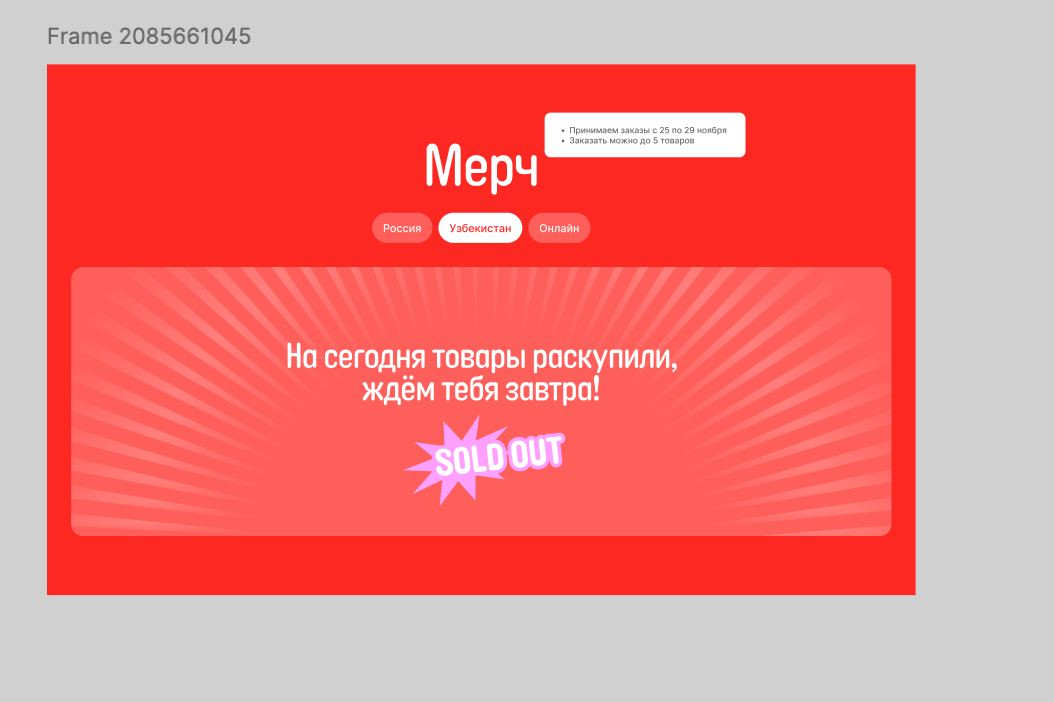 Frame 2085661045
• Принимаем заказы с 25 по 29 ноября
• Заказать можно до 5 товаров
Мерч
Россия
Узбекистан
Онлайн
На сегодня товары раскупили,
ждём тебя завтра!
SOLD OUT